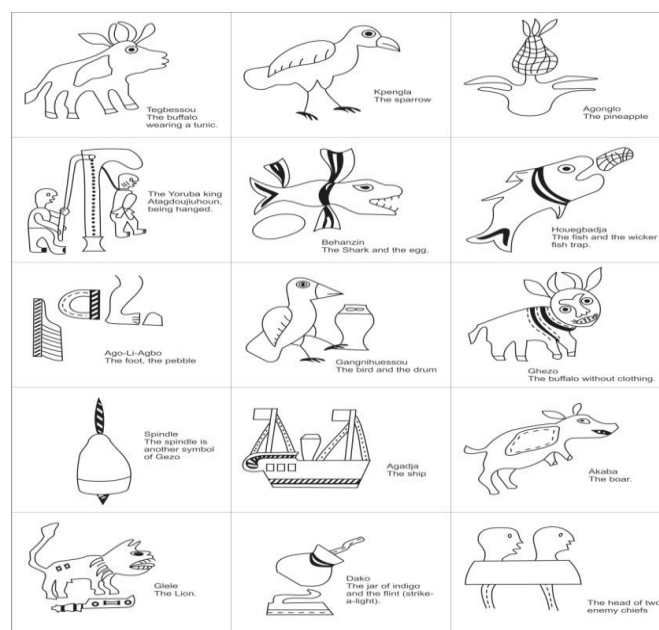 Tegbessou
The buffalo
wearing a tunic.
Kpengla
The sparrow
Agonglo
The pineapple
The Yoruba king
Atagdoujiuhoun,
being hanged.
Behanzin
The Shark and the egg.
Houegbadja
The fish and the wicker
fish trap.
Ago-Li-Agbo
The foot, the pebble
Gangnihuessou
The bird and the drum
Ghezo
The buffalo without clothing.
Spindle
The spindle is
another symbol
of Gezo
Agadja
The ship
Akaba
The boar.
Glele
The Lion.
Dako
The jar of indigo
and the flint (strike-
a-light).
The head of two
enemy chiefs